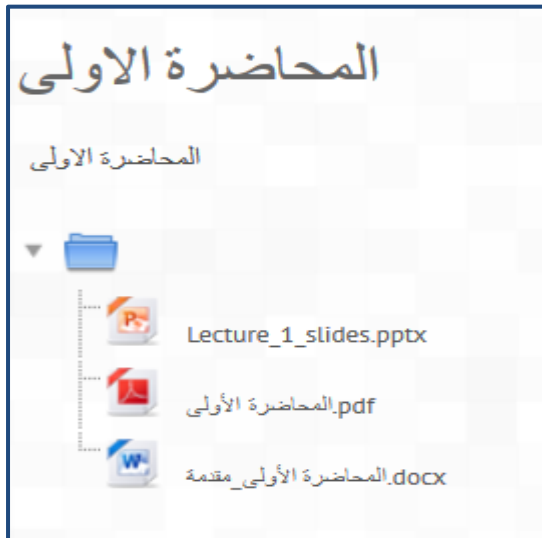 المحاضرة الاولى
المحاضرة الاولى
Lecture_1_slides.pptx
المحاضرة الأولى.pdf
المحاضرة الأولى_مقدمة.docx